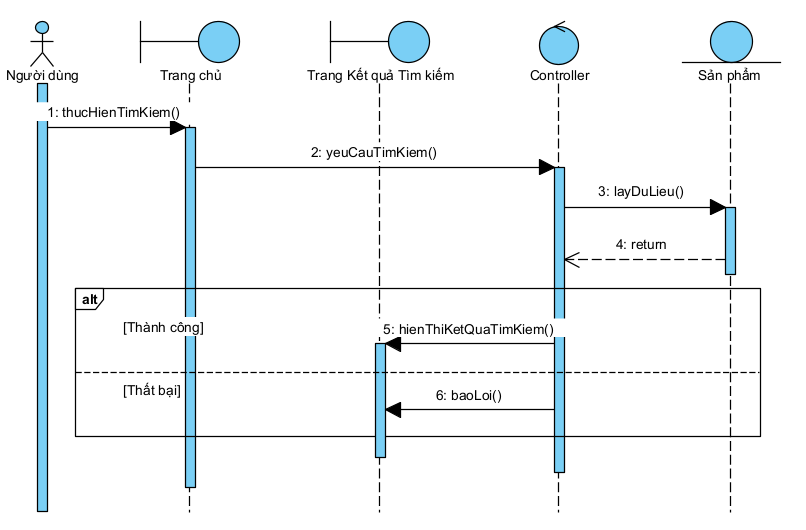 Người dùng
Trang chủ
Trang Kết quả Tìm kiếm
Controller
Sản phẩm
1: thucHienTimKiem()
2: yeuCauTimKiem()
3: layDuLieu()
4: return
alt
[Thành công]
5: hienThiKetQuaTimKiem()
[Thất bại]
6: baoLoi()